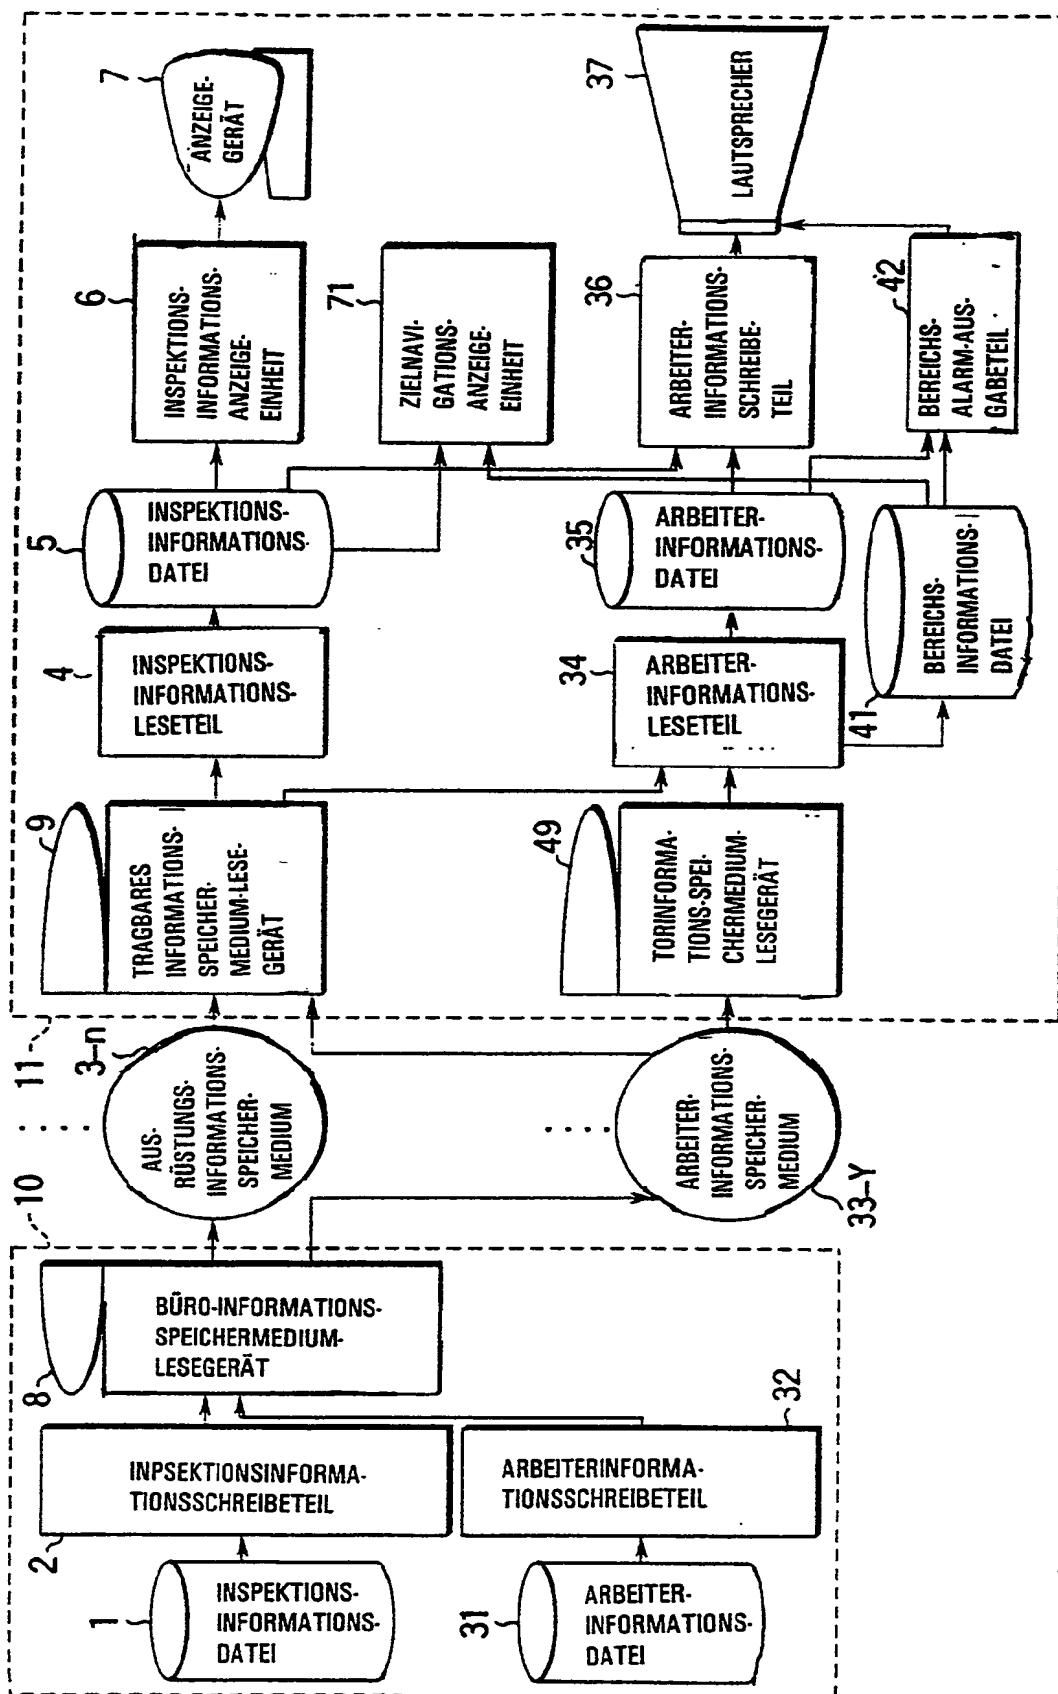 1
INSPEKTIONS-
INFORMATIONS-
DATEI
2
INPSEKTIONSINFORMA-
TIONSSCHREIBETEIL
8
BÜRO-INFORMATIONS-
SPEICHERMEDIUM-
LESEGERÄT
31
ARBEITER-
INFORMATIONS-
DATEI
32
ARBEITERINFORMA-
TIONSSCHREIBETEIL
10
3-n
AUS-
RÜSTUNGS-
INFORMATIONS-
SPEICHER-
MEDIUM
33-Y
ARBEITER-
INFORMATIONS-
SPEICHER-
MEDIUM
11
9
TRAGBARES
INFORMATIONS-
SPEICHER-
MEDIUM-LESE-
GERÄT
4
INSPEKTIONS-
INFORMATIONS-
LESETEIL
5
INSPEKTIONS-
INFORMATIONS-
DATEI
6
INSPEKTIONS-
INFORMATIONS-
ANZEIGE-
EINHEIT
7
ANZEIGE-
GERÄT
71
ZIELNAVI-
GATIONS-
ANZEIGE-
EINHEIT
49
TORINFORMA-
TIONS-SPEI-
CHERMEDIUM-
LESEGERÄT
34
ARBEITER-
INFORMATIONS-
LESETEIL
35
ARBEITER-
INFORMATIONS-
DATEI
36
ARBEITER-
INFORMATIONS-
SCHREIBE-
TEIL
37
LAUTSPRECHER
41
BEREICHS-
INFORMATIONS-
DATEI
42
BEREICHS-
ALARM-AUS-
GABETEIL